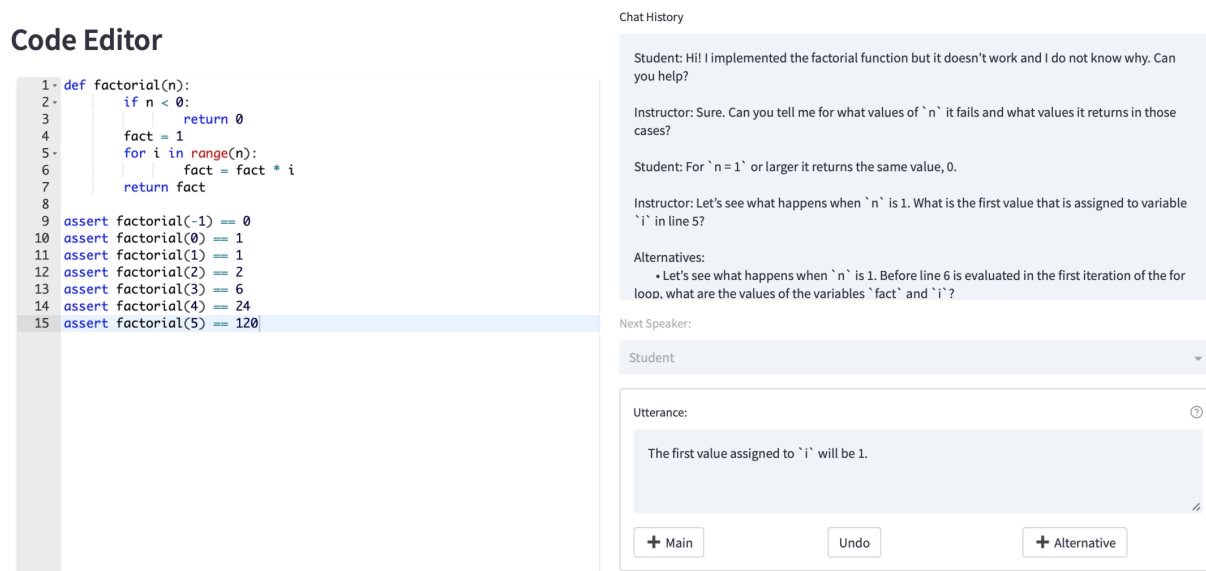 Code Editor
1 def factorial(n):
2 if n < 0:
3 return 0
4 fact = 1
5 for i in range(n):
6 fact = fact * i
7 return fact
8
9 assert factorial(-1) == 0
10 assert factorial(0) == 1
11 assert factorial(1) == 1
12 assert factorial(2) == 2
13 assert factorial(3) == 6
14 assert factorial(4) == 24
15 assert factorial(5) == 120
Chat History
Student: Hi! I implemented the factorial function but it doesn’t work and I do not know why. Can
you help?
Instructor: Sure. Can you tell me for what values of `n` it fails and what values it returns in those
cases?
Student: For `n = 1` or larger it returns the same value, 0.
Instructor: Let’s see what happens when `n` is 1. What is the first value that is assigned to variable
`i` in line 5?
Alternatives:
• Let’s see what happens when `n` is 1. Before line 6 is evaluated in the first iteration of the for
loop, what are the values of the variables `fact` and `i`?
Next Speaker:
Student
Utterance:
The first value assigned to `i` will be 1.
+ Main
Undo
+ Alternative